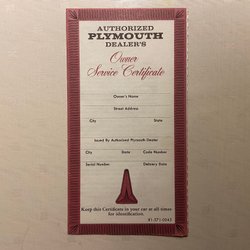 AUTHORIZED
PLYMOUTH
DEALER'S
Owner
Service Certificate
Owner's Name
Street Address
City State
Issued By Authorized Plymouth Dealer
City State Code Number
Serial Number Delivery Date
Keep this Certificate in your car at all times
for identification.